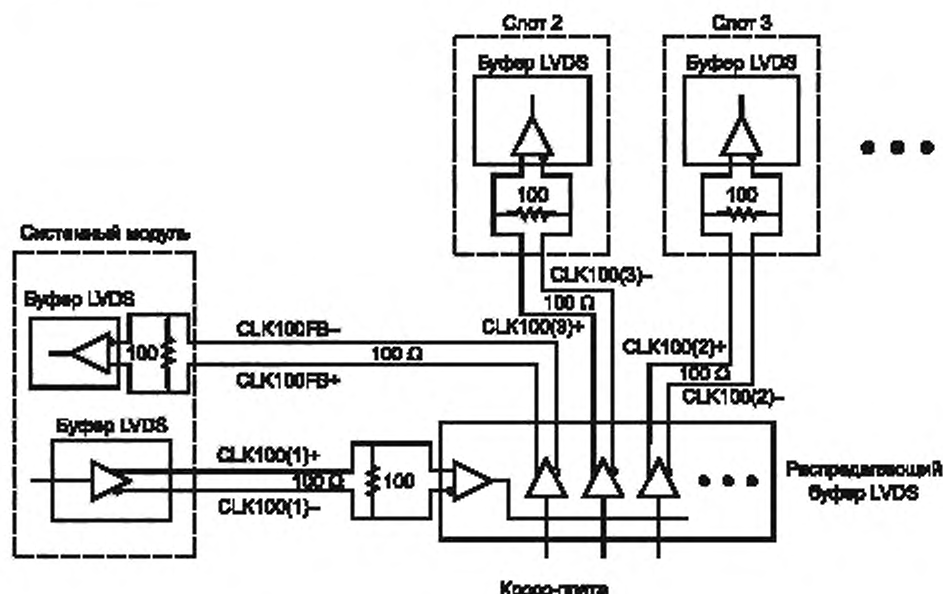 Слот 2
Слот 3
Буфер LVDS
Буфер LVDS
100
100
Системный модуль
Буфер LVDS
100
CLK100FB–
100 Ω
CLK100FB+
CLK100(3)–
100 Ω
CLK100(3)+
CLK100(2)+
100 Ω
CLK100(2)–
Буфер LVDS
CLK100(1)+
100 Ω
CLK100(1)–
100
Распределяющий
буфер LVDS